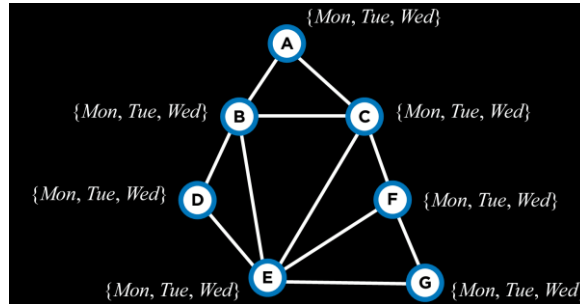 {Mon, Tue, Wed}
A
{Mon, Tue, Wed} B C {Mon, Tue, Wed}
{Mon, Tue, Wed} D F {Mon, Tue, Wed}
{Mon, Tue, Wed} E G {Mon, Tue, Wed